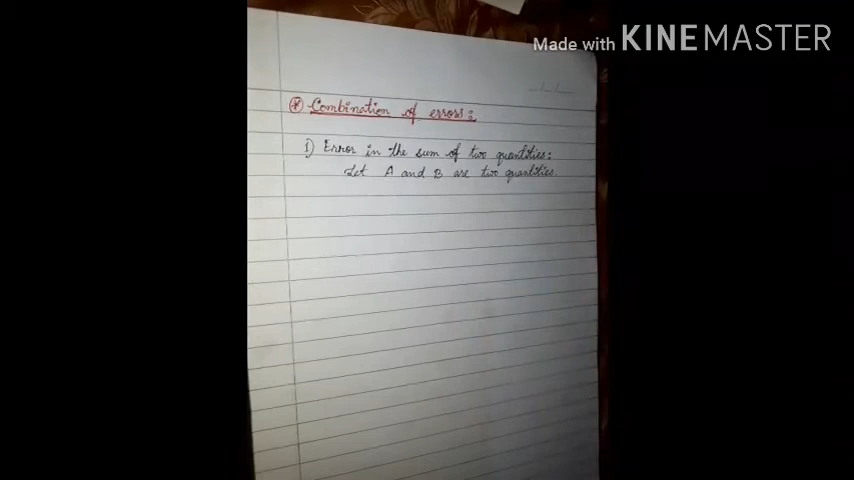 Made with KINEMASTER
* Combination of errors:
1) Error in the sum of two quantities:
Let A and B are two quantities.